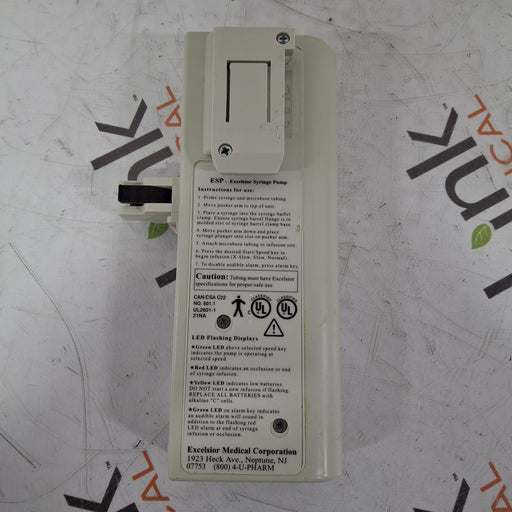 ESP - Excelsior Syringe Pump
Instructions for use:
1. Prime syringe and microbore tubing.
2. Move pusher arm to top of unit.
3. Place a syringe into the syringe barrel
clamp. Ensure syringe barrel flange is in
molded slot of syringe barrel clamp base.
4. Move pusher arm down and place
syringe plunger into slot on pusher arm.
5. Attach microbore tubing to infusion site.
6. Press the desired Start/Speed key to
begin infusion (X-Slow, Slow, Normal).
7. To disable audible alarm, press alarm key.
Caution: Tubing must have Excelsior
specifications for proper/safe use.
CAN/CSA C22
NO. 601.1
UL2601-1
21NA
C UL UL
CLASSIFIED CLASSIFIED
LED Flashing Displays
★Green LED above selected speed key
indicates the pump is operating at
selected speed.
★Red LED indicates an occlusion or end
of syringe infusion.
★Yellow LED indicates low batteries.
DO NOT start a new infusion if flashing.
REPLACE ALL BATTERIES with
alkaline "C" cells.
★Green LED on alarm key indicates
an audible alarm will sound in
addition to the flashing red
LED alarm at end of syringe
infusion or occlusion.
Excelsior Medical Corporation
1923 Heck Ave., Neptune, NJ
07753 (800) 4-U-PHARM
ink
ICAL